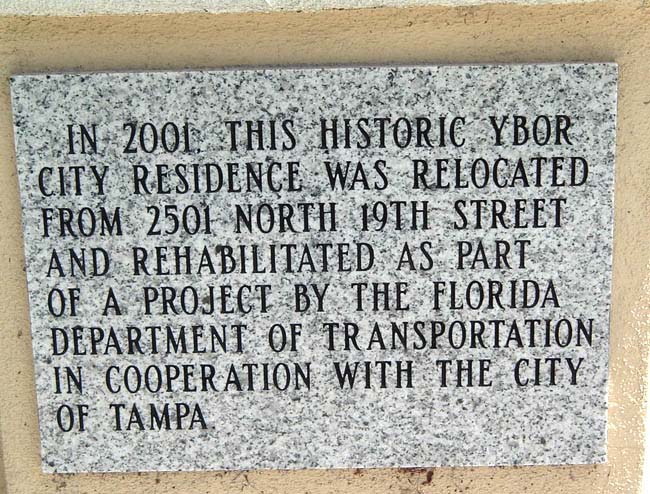 IN 2001, THIS HISTORIC YBOR
CITY RESIDENCE WAS RELOCATED
FROM 2501 NORTH 19TH STREET
AND REHABILITATED AS PART
OF A PROJECT BY THE FLORIDA
DEPARTMENT OF TRANSPORTATION
IN COOPERATION WITH THE CITY
OF TAMPA.